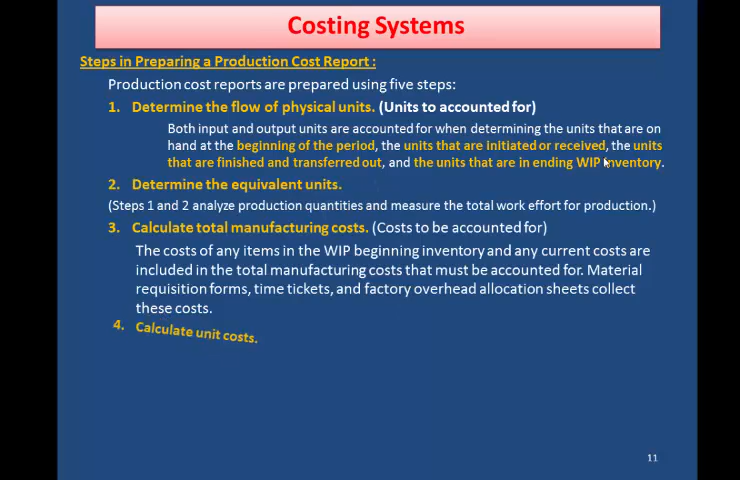 Costing Systems
Steps in Preparing a Production Cost Report :
Production cost reports are prepared using five steps:
1. Determine the flow of physical units. (Units to accounted for)
Both input and output units are accounted for when determining the units that are on
hand at the beginning of the period, the units that are initiated or received, the units
that are finished and transferred out, and the units that are in ending WIP inventory.
2. Determine the equivalent units.
(Steps 1 and 2 analyze production quantities and measure the total work effort for production.)
3. Calculate total manufacturing costs. (Costs to be accounted for)
The costs of any items in the WIP beginning inventory and any current costs are
included in the total manufacturing costs that must be accounted for. Material
requisition forms, time tickets, and factory overhead allocation sheets collect
these costs.
4. Calculate unit costs.
11